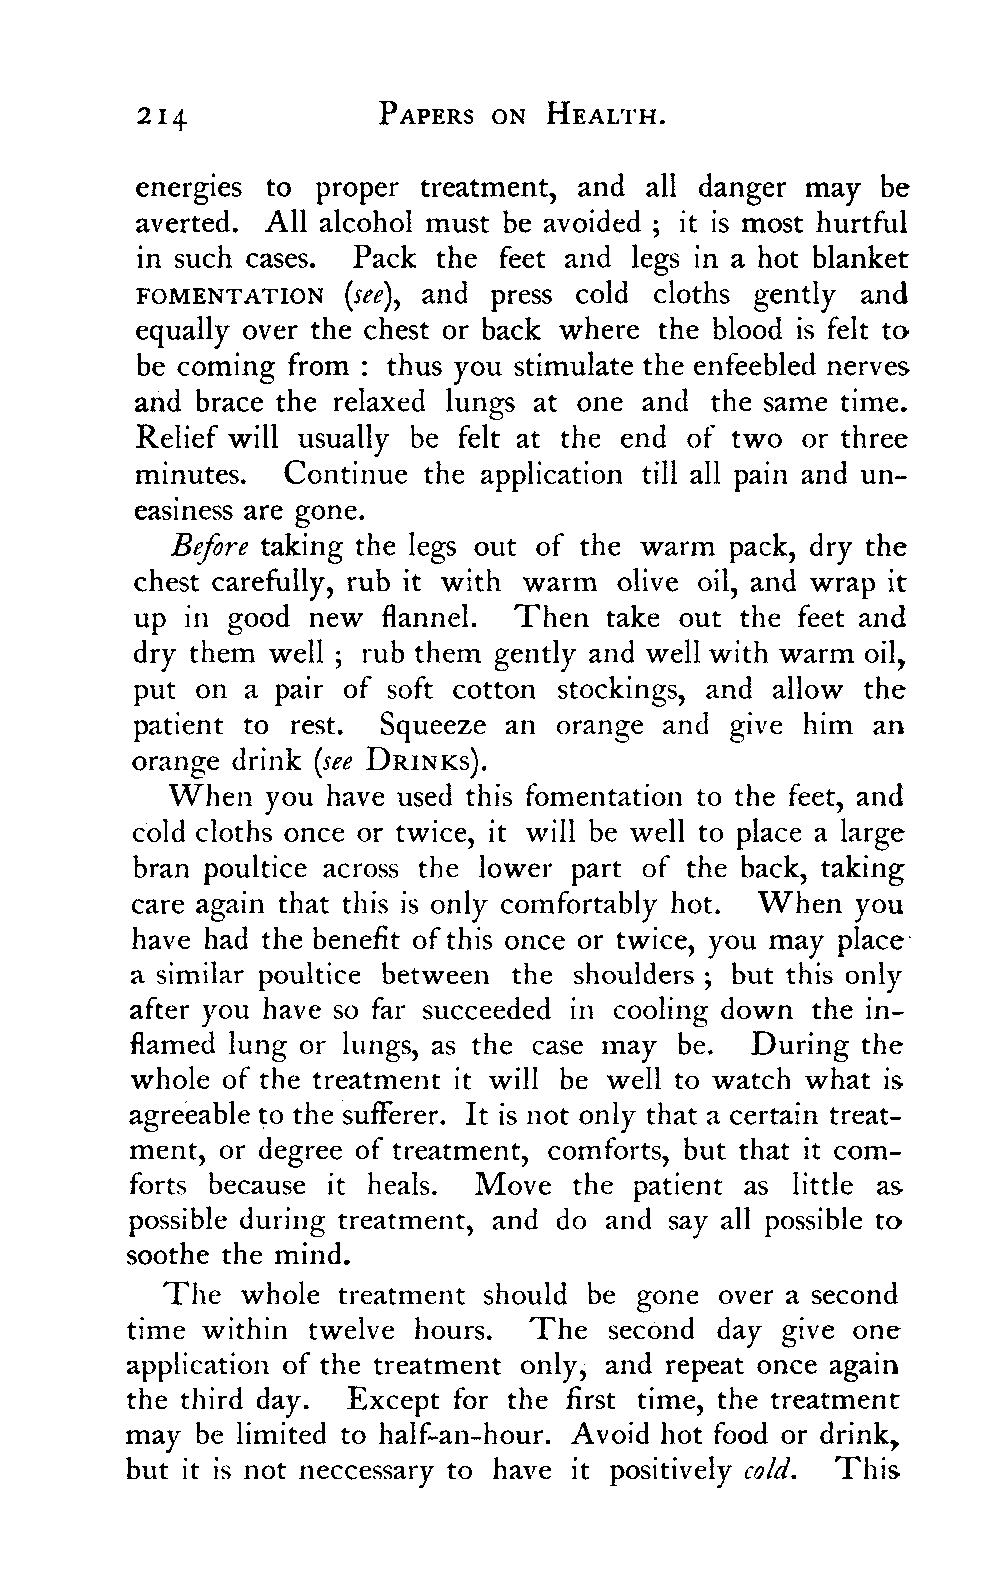 214 PAPERS ON HEALTH.
energies to proper treatment, and all danger may be
averted. All alcohol must be avoided ; it is most hurtful
in such cases. Pack the feet and legs in a hot blanket
FOMENTATION (see), and press cold cloths gently and
equally over the chest or back where the blood is felt to
be coming from : thus you stimulate the enfeebled nerves
and brace the relaxed lungs at one and the same time.
Relief will usually be felt at the end of two or three
minutes. Continue the application till all pain and un-
easiness are gone.
Before taking the legs out of the warm pack, dry the
chest carefully, rub it with warm olive oil, and wrap it
up in good new flannel. Then take out the feet and
dry them well ; rub them gently and well with warm oil,
put on a pair of soft cotton stockings, and allow the
patient to rest. Squeeze an orange and give him an
orange drink (see DRINKS).
When you have used this fomentation to the feet, and
cold cloths once or twice, it will be well to place a large
bran poultice across the lower part of the back, taking
care again that this is only comfortably hot. When you
have had the benefit of this once or twice, you may place
a similar poultice between the shoulders ; but this only
after you have so far succeeded in cooling down the in-
flamed lung or lungs, as the case may be. During the
whole of the treatment it will be well to watch what is
agreeable to the sufferer. It is not only that a certain treat-
ment, or degree of treatment, comforts, but that it com-
forts because it heals. Move the patient as little as
possible during treatment, and do and say all possible to
soothe the mind.
The whole treatment should be gone over a second
time within twelve hours. The second day give one
application of the treatment only, and repeat once again
the third day. Except for the first time, the treatment
may be limited to half-an-hour. Avoid hot food or drink,
but it is not neccessary to have it positively cold. This